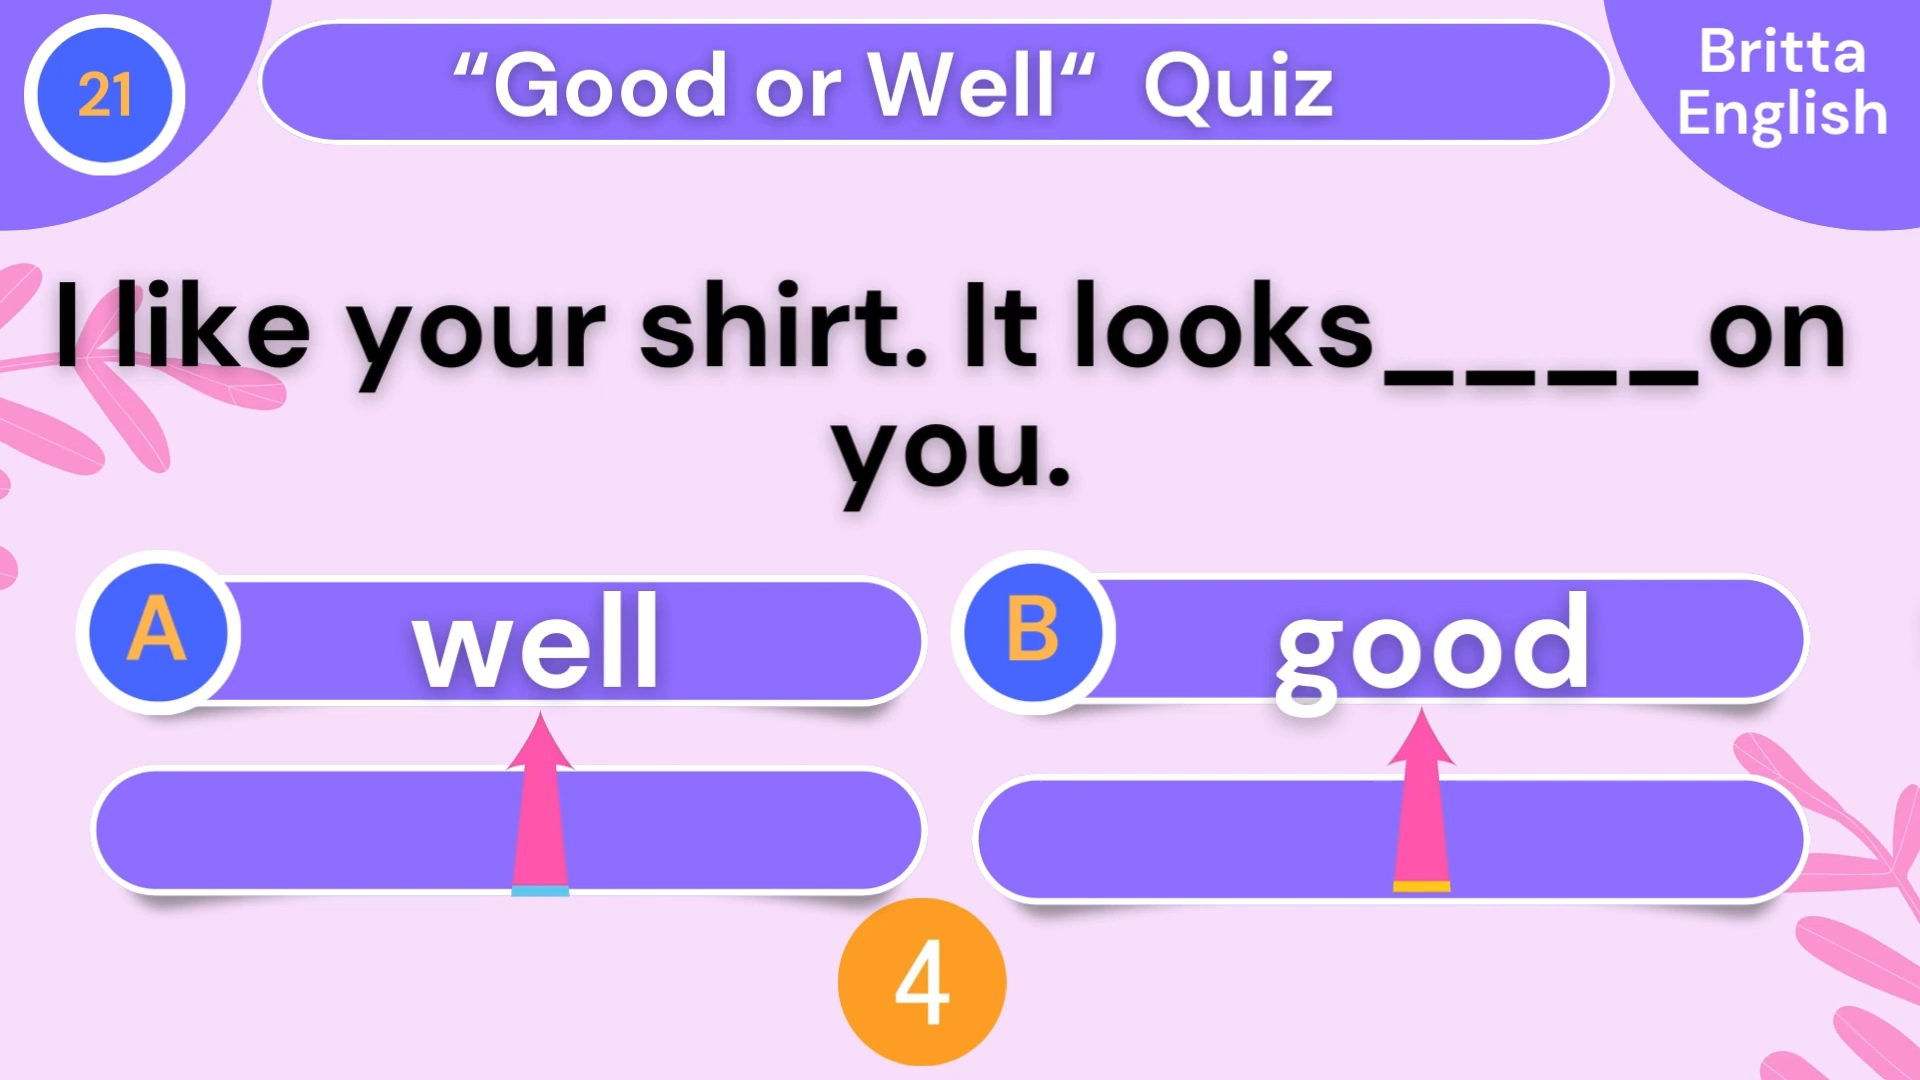 21
“Good or Well“ Quiz
Britta
English
I like your shirt. It looks____on
you.
A well
B good
4